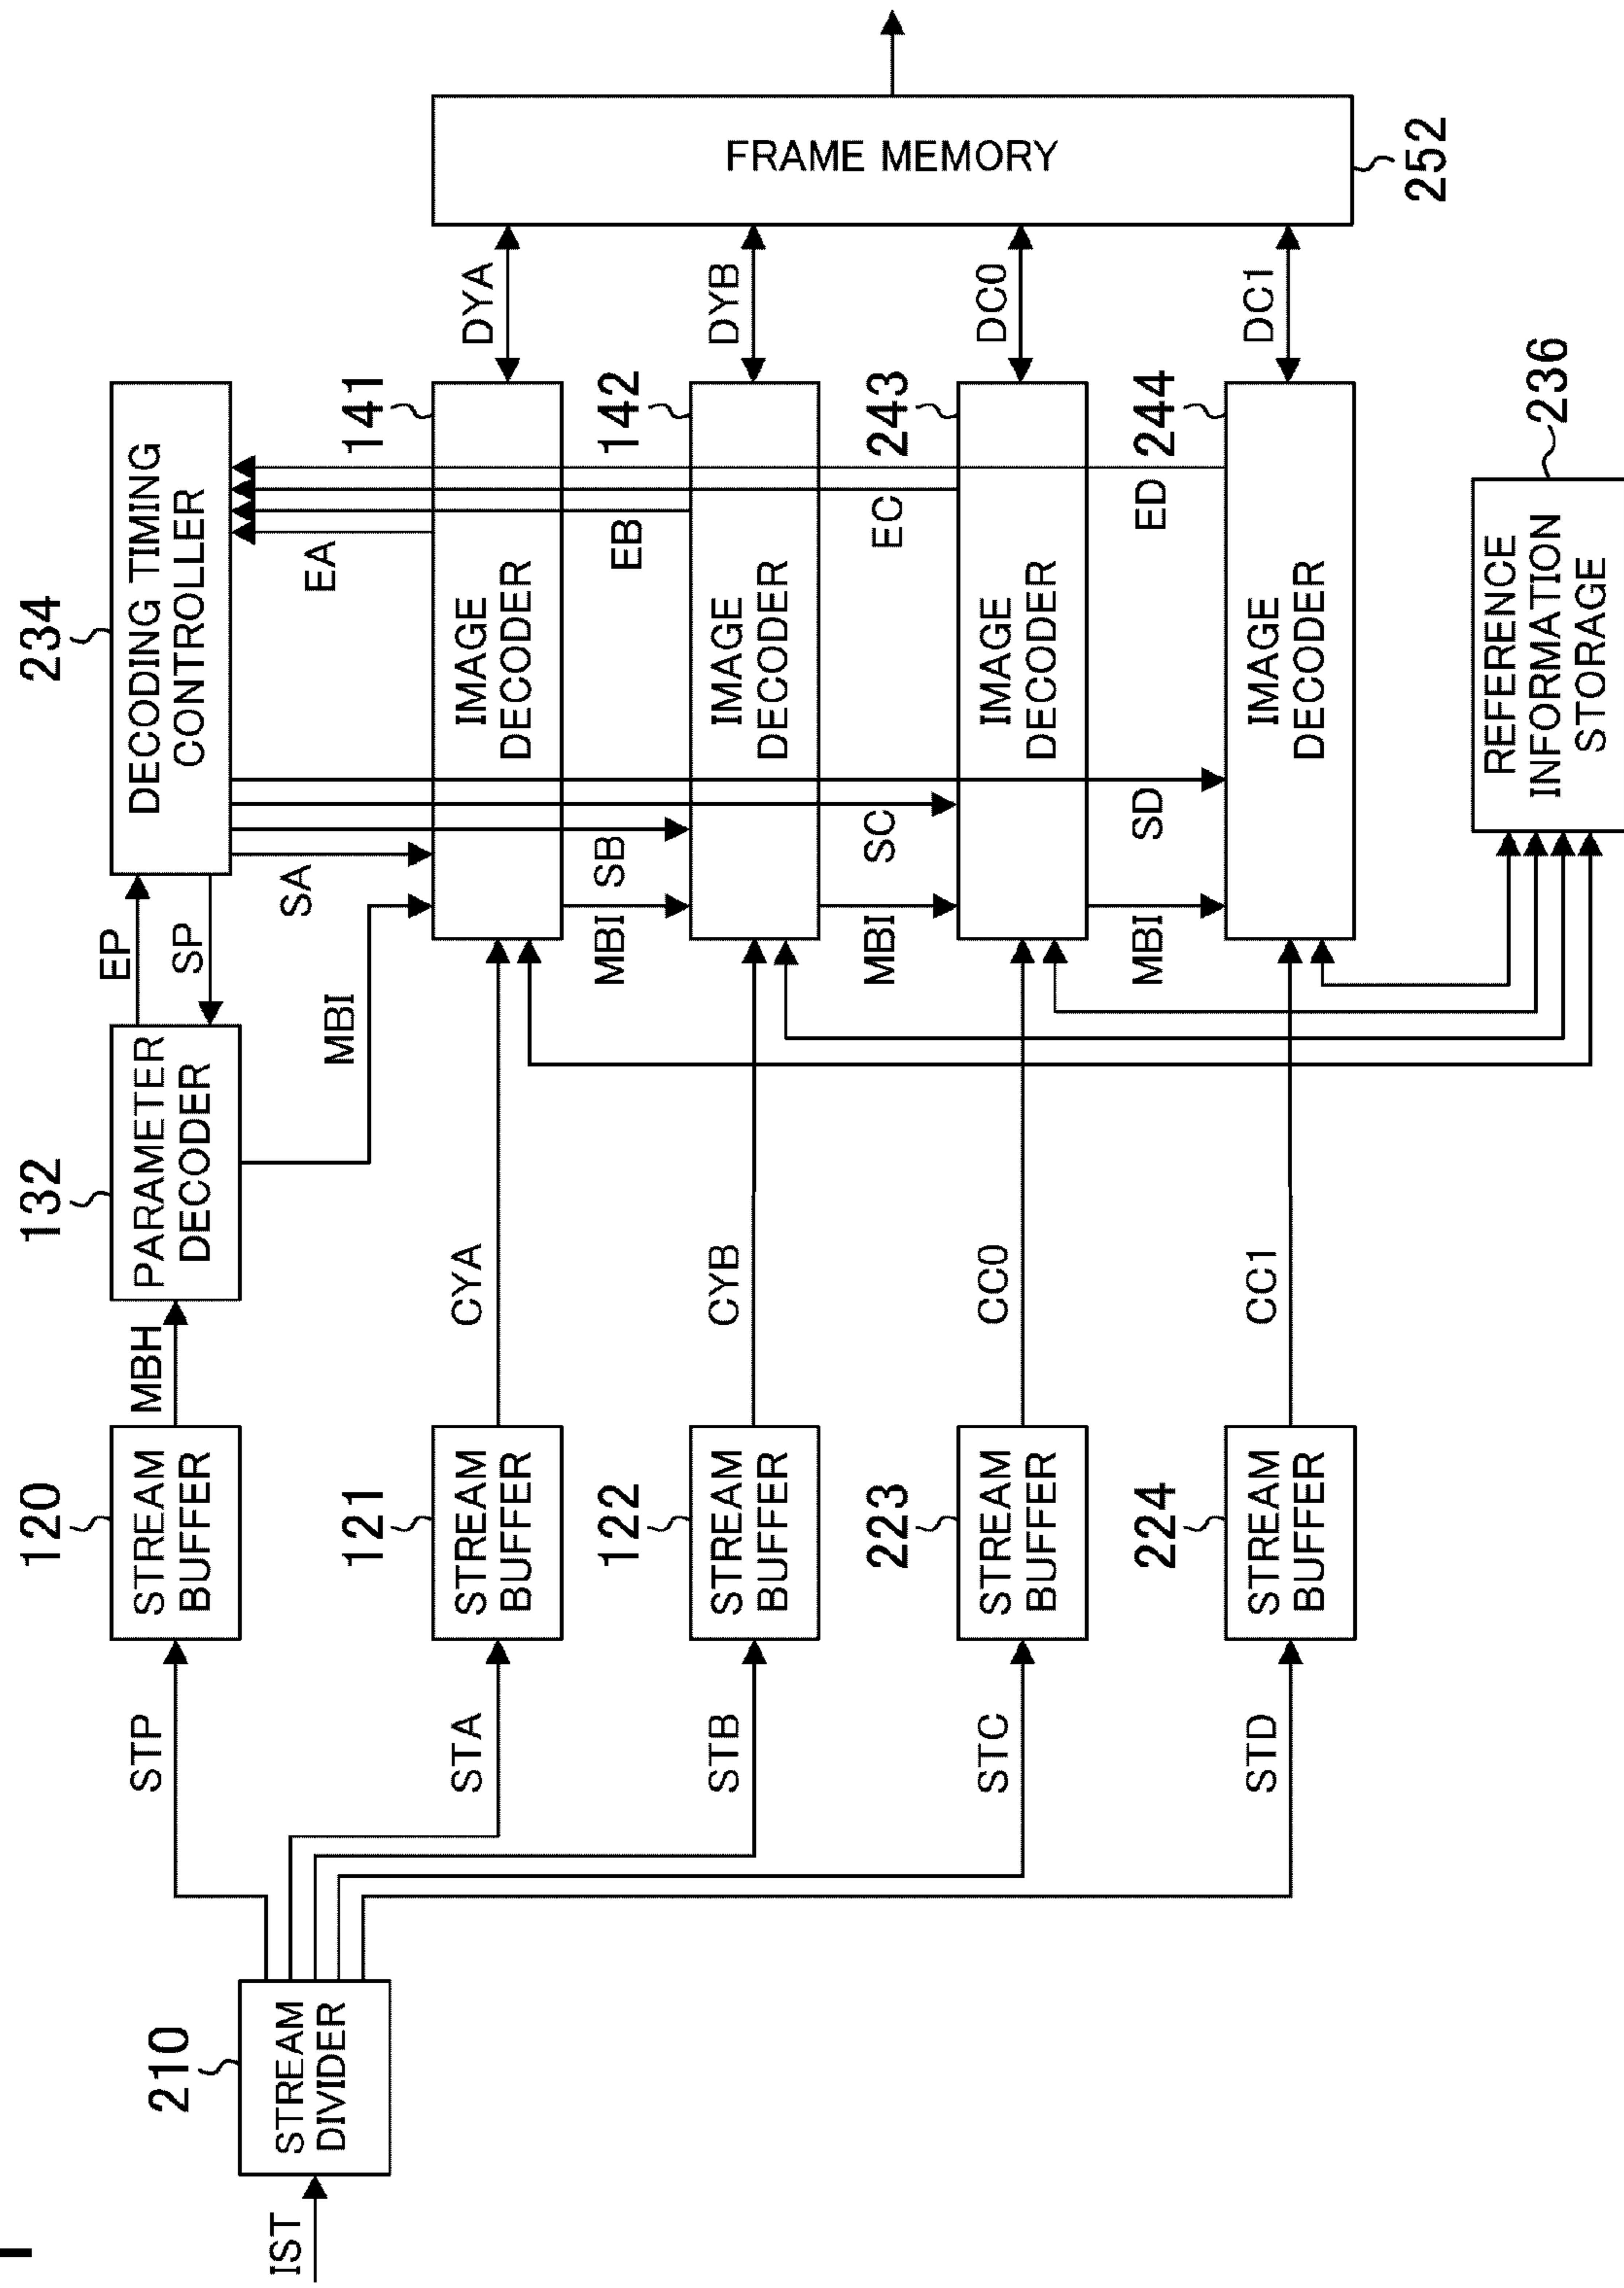 IST
210
STREAM
DIVIDER
STP
STA
STB
STC
STD
120
STREAM
BUFFER
121
STREAM
BUFFER
122
STREAM
BUFFER
223
STREAM
BUFFER
224
STREAM
BUFFER
MBH
CYA
CYB
CC0
CC1
132
PARAMETER
DECODER
EP
SP
MBI
234
DECODING TIMING
CONTROLLER
SA
EA
141
IMAGE
DECODER
MBI
SB
EB
142
IMAGE
DECODER
MBI
SC
EC
243
IMAGE
DECODER
MBI
SD
ED
244
IMAGE
DECODER
236
REFERENCE
INFORMATION
STORAGE
DYA
DYB
DC0
DC1
FRAME MEMORY
252